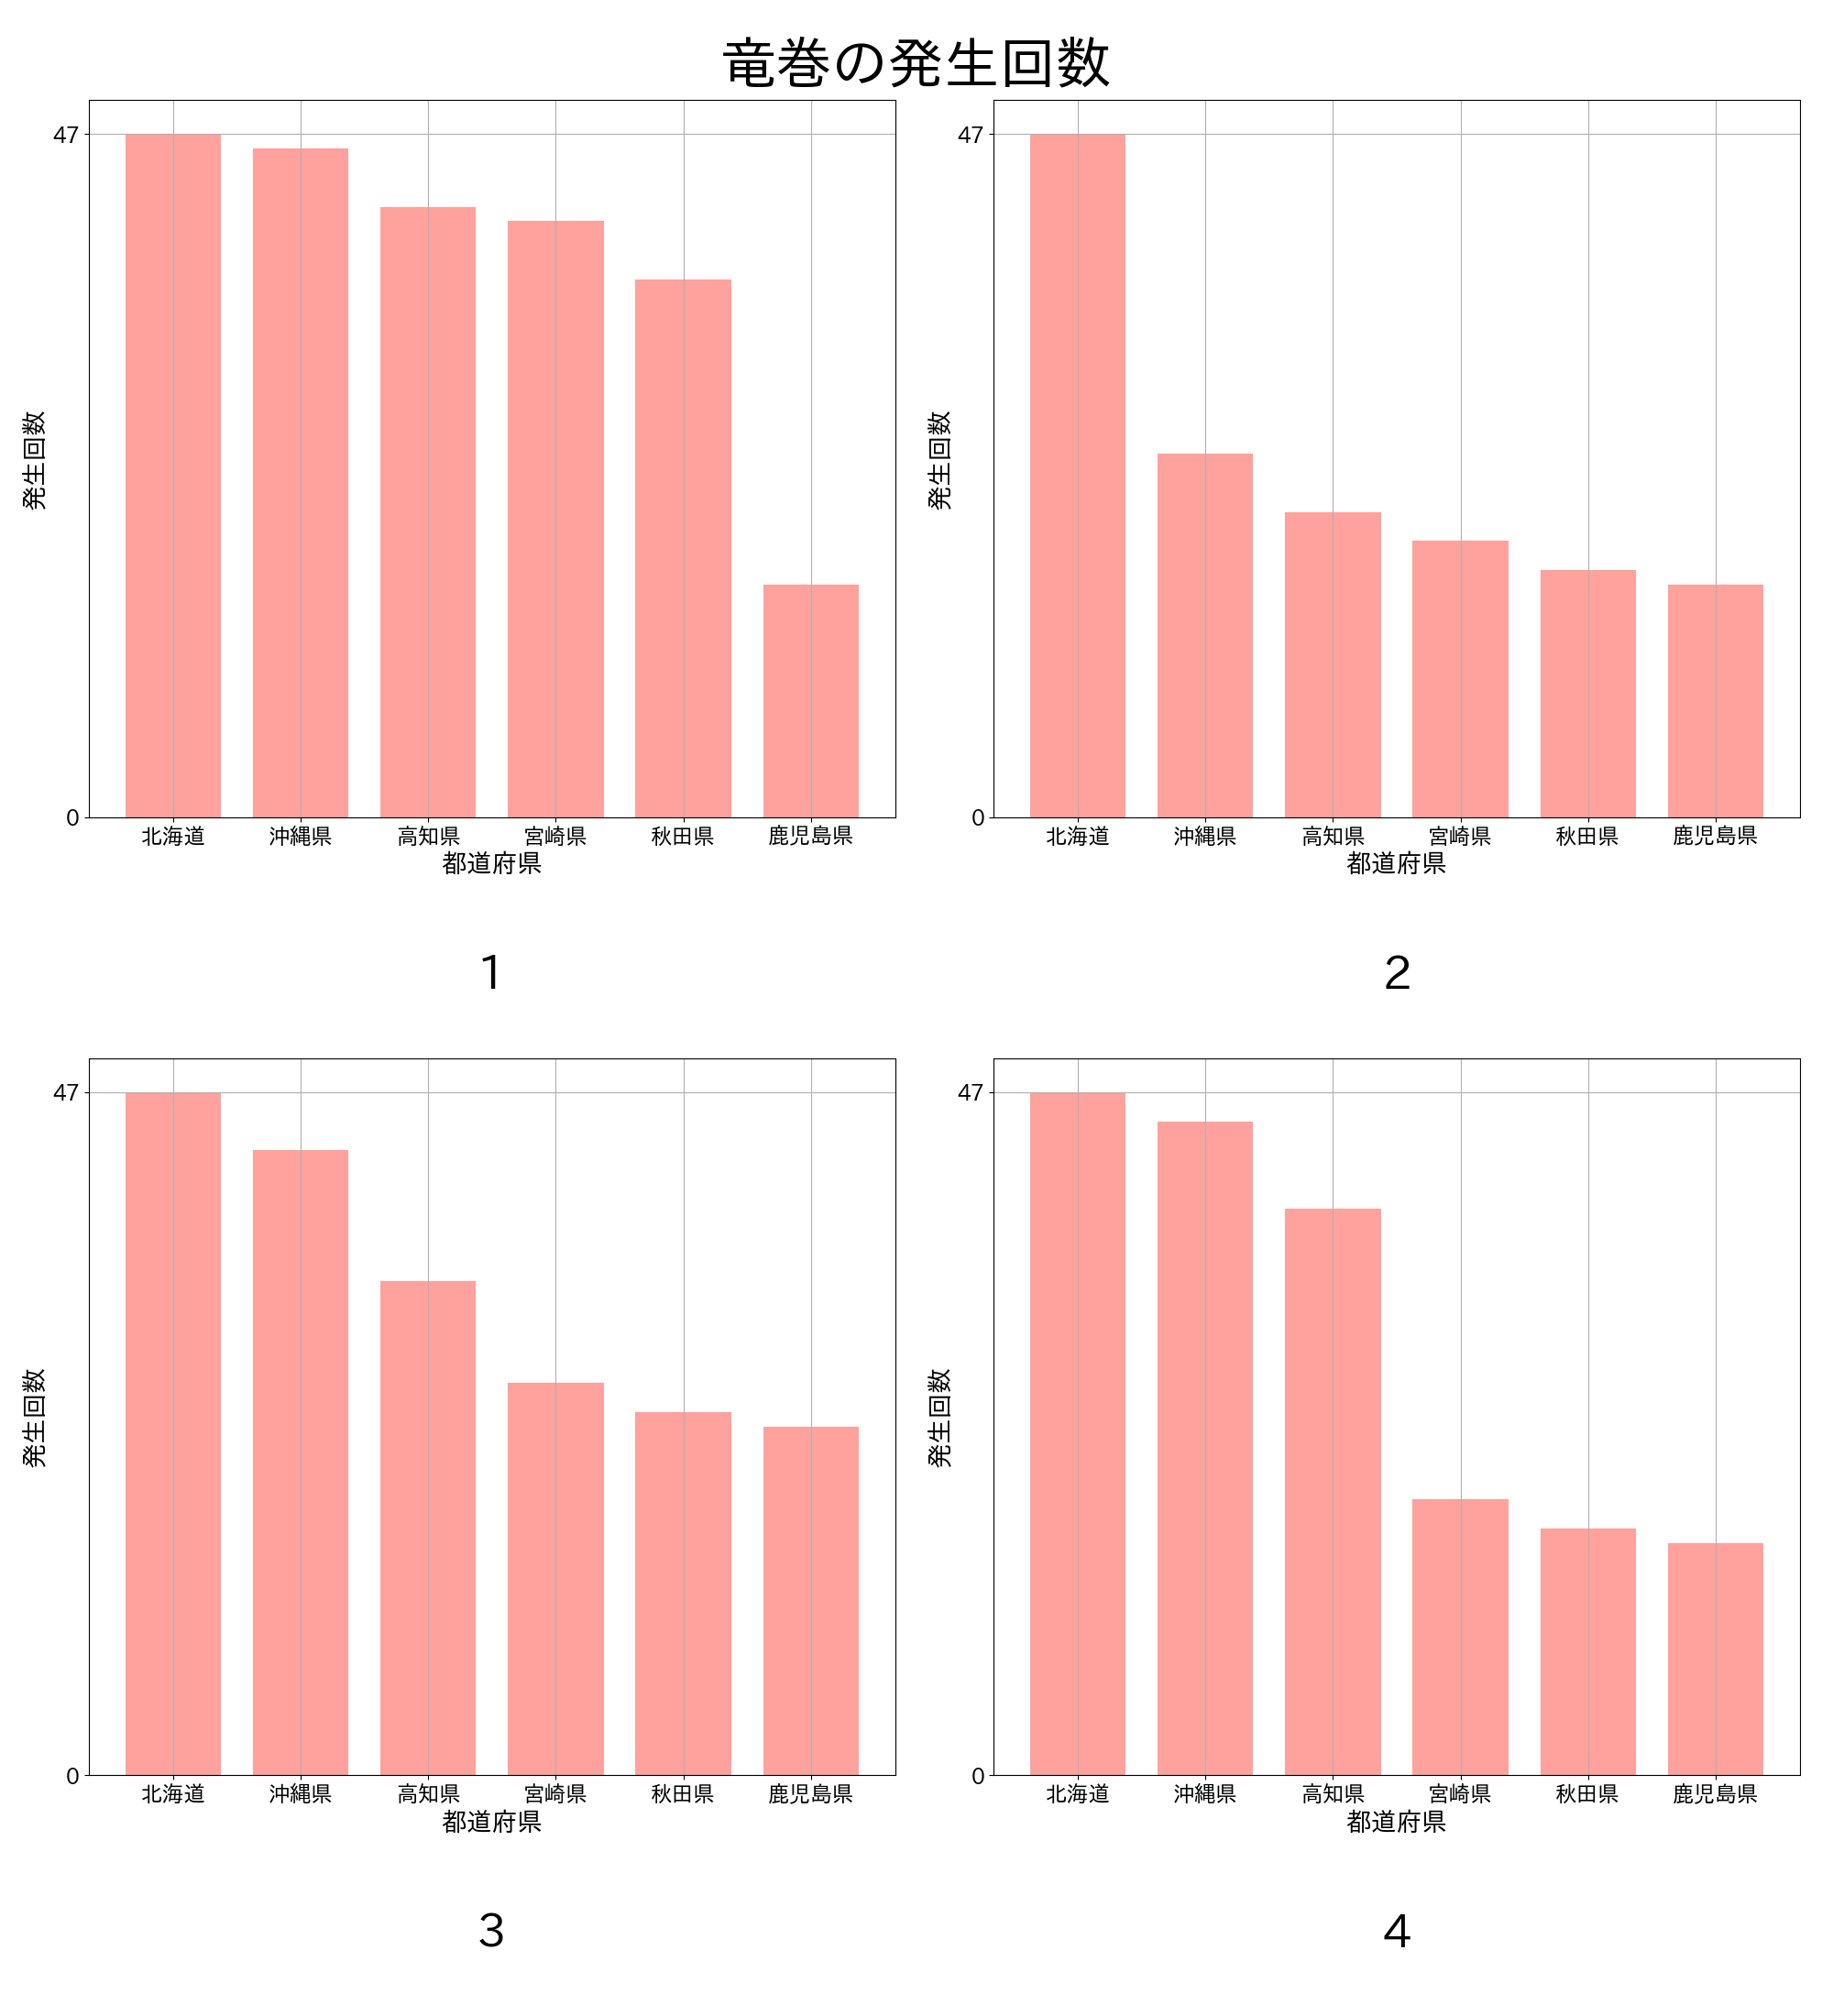 竜巻の発生回数
47
0
発生回数
北海道 沖縄県 高知県 宮崎県 秋田県 鹿児島県
都道府県
1
47
0
発生回数
北海道 沖縄県 高知県 宮崎県 秋田県 鹿児島県
都道府県
2
47
0
発生回数
北海道 沖縄県 高知県 宮崎県 秋田県 鹿児島県
都道府県
3
47
0
発生回数
北海道 沖縄県 高知県 宮崎県 秋田県 鹿児島県
都道府県
4